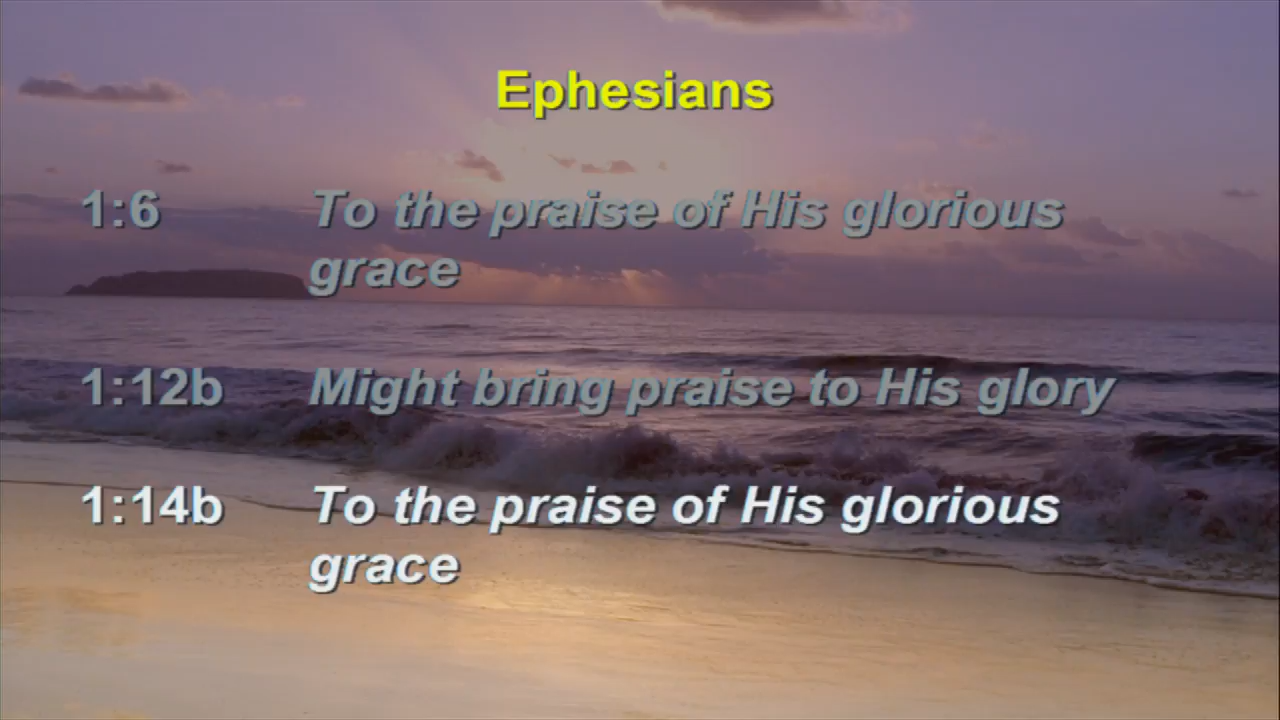 Ephesians
1:6 To the praise of His glorious
grace
1:12b Might bring praise to His glory
1:14b To the praise of His glorious
grace